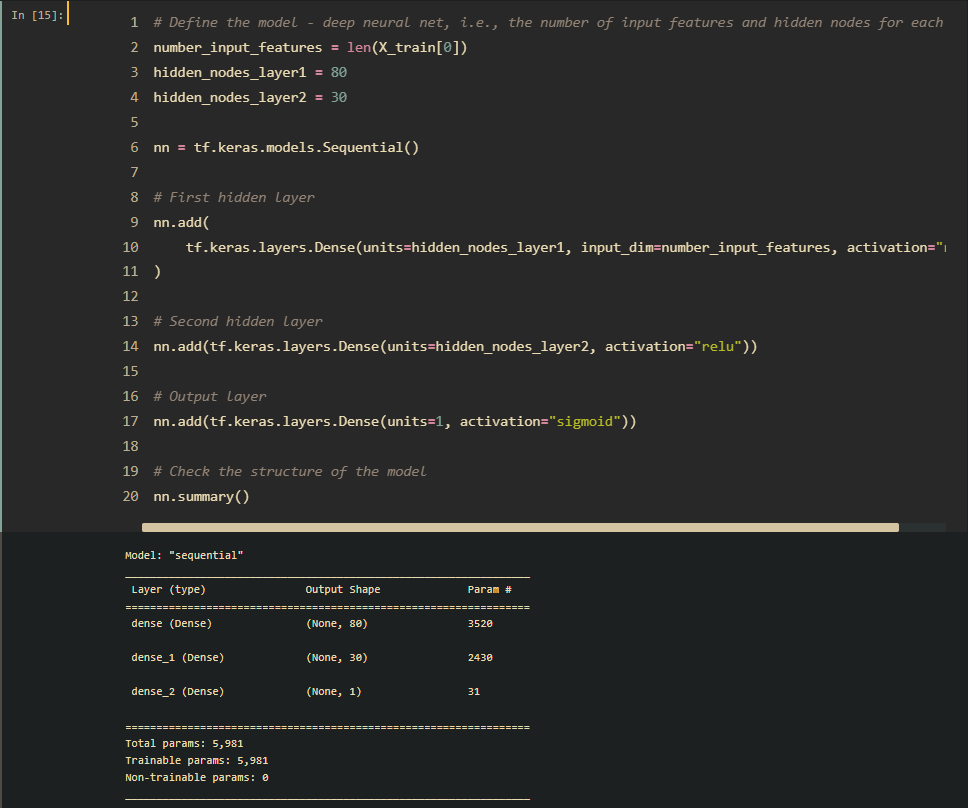 In [15]:
1 # Define the model - deep neural net, i.e., the number of input features and hidden nodes for each
2 number_input_features = len(X_train[0])
3 hidden_nodes_layer1 = 80
4 hidden_nodes_layer2 = 30
5
6 nn = tf.keras.models.Sequential()
7
8 # First hidden layer
9 nn.add(
10     tf.keras.layers.Dense(units=hidden_nodes_layer1, input_dim=number_input_features, activation="
11 )
12
13 # Second hidden layer
14 nn.add(tf.keras.layers.Dense(units=hidden_nodes_layer2, activation="relu"))
15
16 # Output layer
17 nn.add(tf.keras.layers.Dense(units=1, activation="sigmoid"))
18
19 # Check the structure of the model
20 nn.summary()
Model: "sequential"
Layer (type) Output Shape Param #
=================================================================
dense (Dense) (None, 80) 3520
dense_1 (Dense) (None, 30) 2430
dense_2 (Dense) (None, 1) 31
=================================================================
Total params: 5,981
Trainable params: 5,981
Non-trainable params: 0